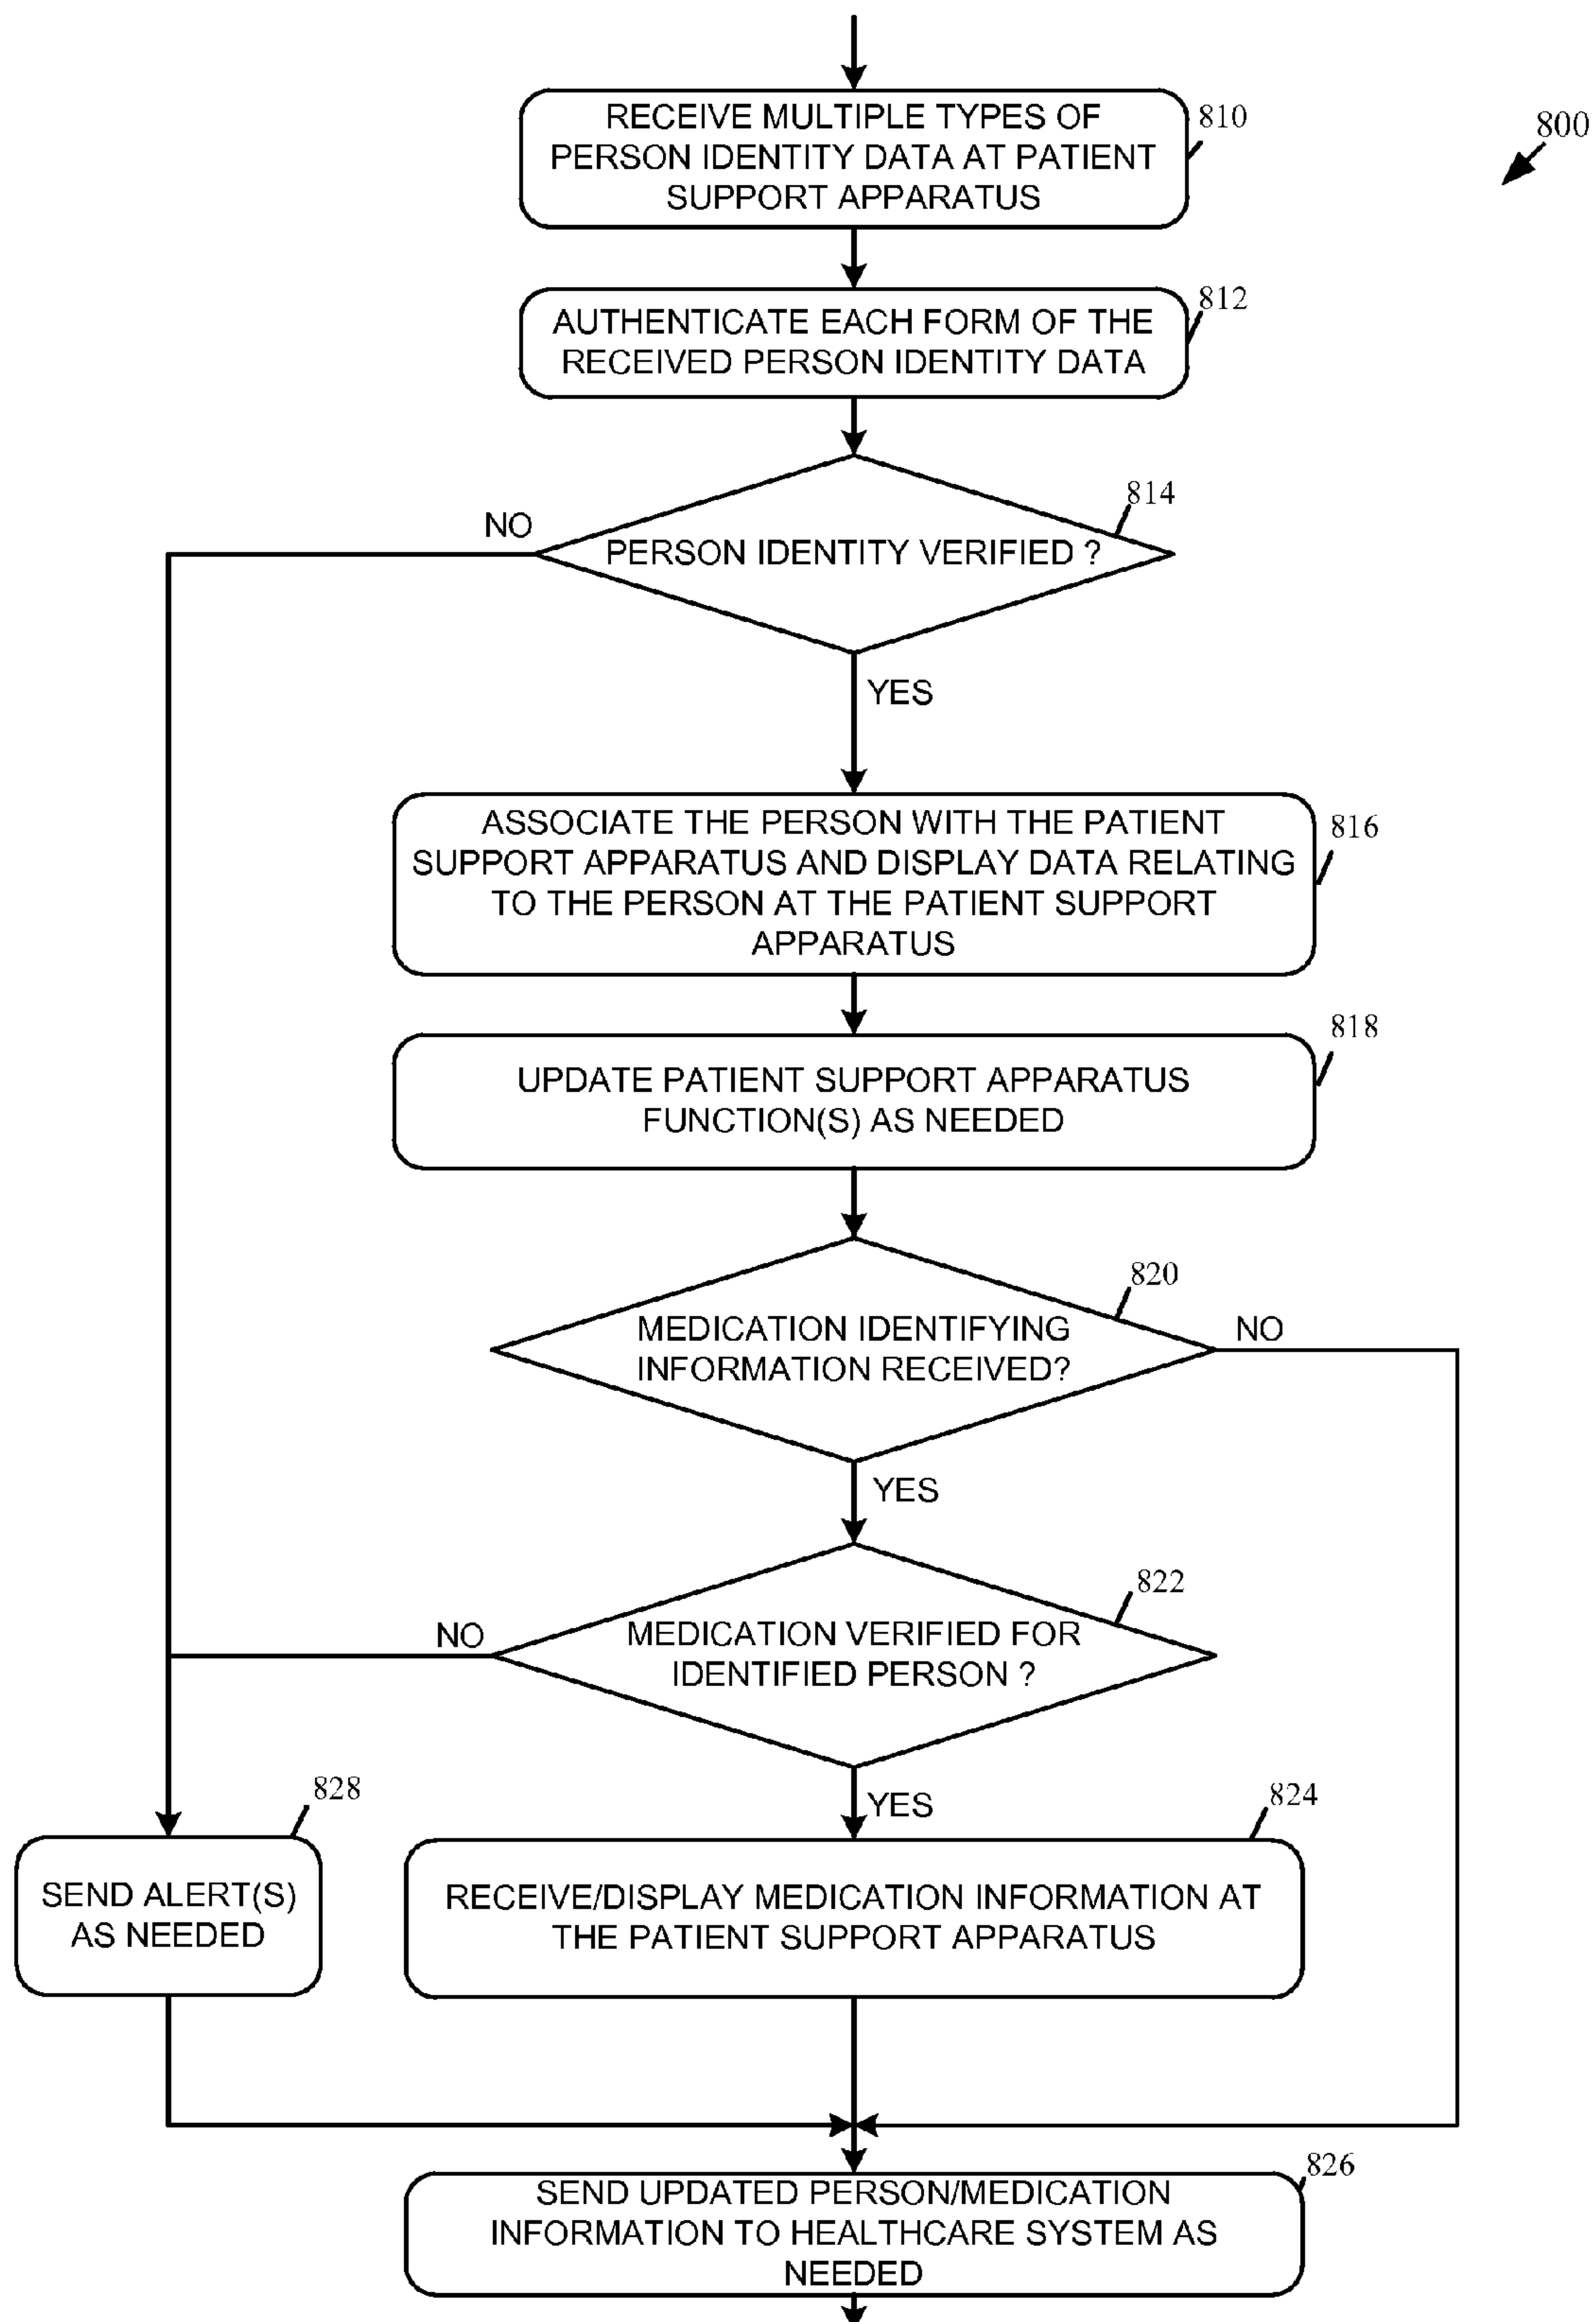 800
RECEIVE MULTIPLE TYPES OF
PERSON IDENTITY DATA AT PATIENT
SUPPORT APPARATUS
810
AUTHENTICATE EACH FORM OF THE
RECEIVED PERSON IDENTITY DATA
812
PERSON IDENTITY VERIFIED ?
814
NO
YES
ASSOCIATE THE PERSON WITH THE PATIENT
SUPPORT APPARATUS AND DISPLAY DATA RELATING
TO THE PERSON AT THE PATIENT SUPPORT
APPARATUS
816
UPDATE PATIENT SUPPORT APPARATUS
FUNCTION(S) AS NEEDED
818
MEDICATION IDENTIFYING
INFORMATION RECEIVED?
820
NO
YES
MEDICATION VERIFIED FOR
IDENTIFIED PERSON ?
822
NO
YES
SEND ALERT(S)
AS NEEDED
828
RECEIVE/DISPLAY MEDICATION INFORMATION AT
THE PATIENT SUPPORT APPARATUS
824
SEND UPDATED PERSON/MEDICATION
INFORMATION TO HEALTHCARE SYSTEM AS
NEEDED
826